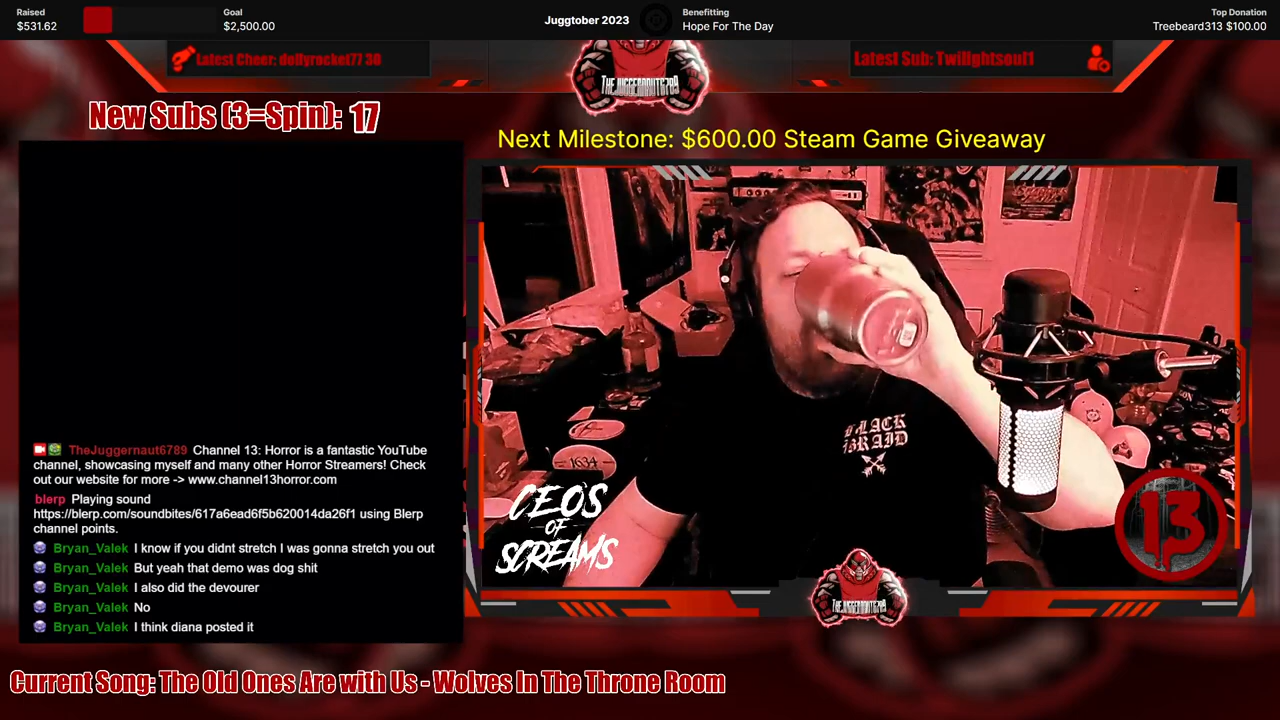 Raised
$531.62
Goal
$2,500.00
Juggtober 2023
Benefitting
Hope For The Day
Top Donation
Treebeard313 $100.00
Latest Cheer: dollyrocket77 30
TheJuggernaut6789
Latest Sub: Twilightsoul1
New Subs (3=Spin): 17
Next Milestone: $600.00 Steam Game Giveaway
BLACK
BRAID
1634
CEO'S
OF
SCREAMS
13
TheJuggernaut6789
TheJuggernaut6789 Channel 13: Horror is a fantastic YouTube
channel, showcasing myself and many other Horror Streamers! Check
out our website for more -> www.channel13horror.com
blerp Playing sound
https://blerp.com/soundbites/617a6ead6f5b620014da26f1 using Blerp
channel points.
Bryan_Valek I know if you didnt stretch I was gonna stretch you out
Bryan_Valek But yeah that demo was dog shit
Bryan_Valek I also did the devourer
Bryan_Valek No
Bryan_Valek I think diana posted it
Current Song: The Old Ones Are with Us - Wolves In The Throne Room